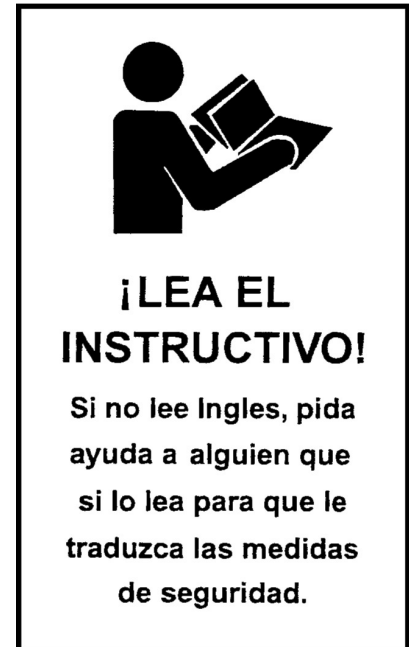 ¡LEA EL
INSTRUCTIVO!
Si no lee Ingles, pida
ayuda a alguien que
si lo lea para que le
traduzca las medidas
de seguridad.